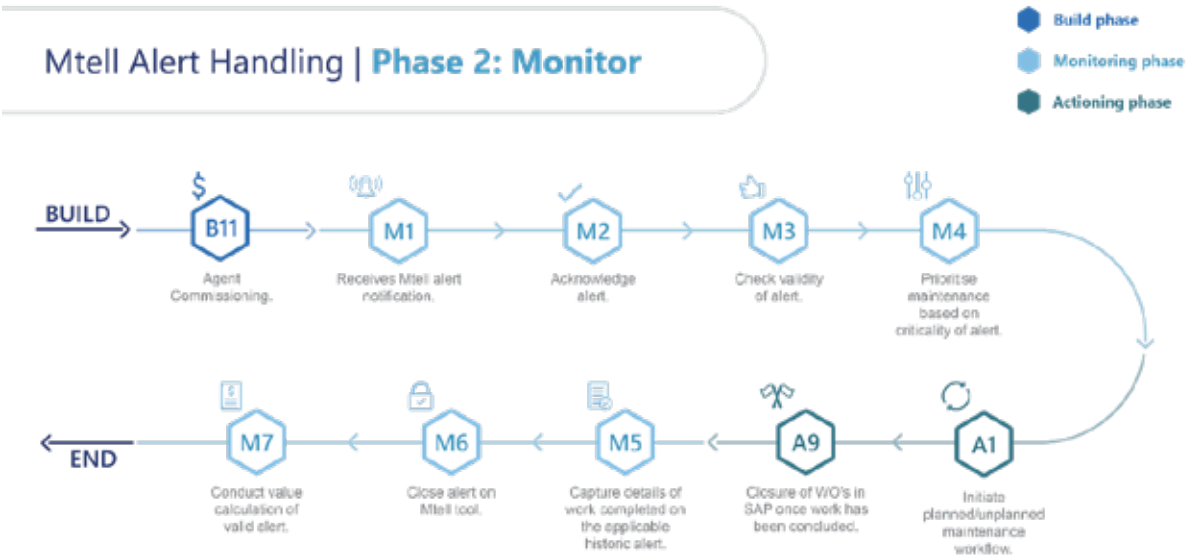 Mtell Alert Handling | Phase 2: Monitor
Build phase
Monitoring phase
Actioning phase
BUILD
$
B11
M1
M2
M3
M4
Agent
Commissioning.
Receives Mtell alert
notification.
Acknowledge
alert.
Check validity
of alert.
Prioritise
maintenance
based on
criticality of alert.
END
$
M7
M6
M5
A9
A1
Conduct value
calculation of
valid alert.
Close alert on
Mtell tool.
Capture details of
work completed on
the applicable
historic alert.
Closure of W/O's in
SAP once work has
been concluded.
Initiate
planned/unplanned
maintenance
workflow.